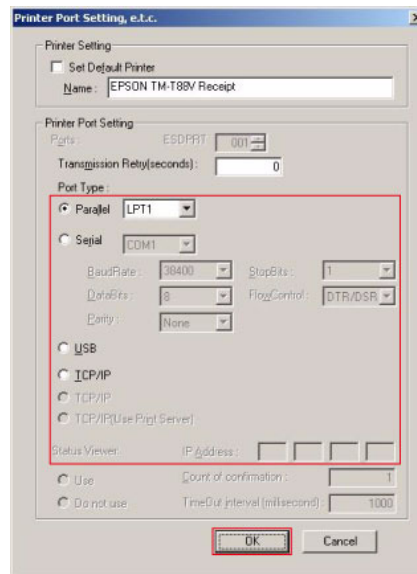 Printer Port Setting, e.t.c.
Printer Setting
Set Default Printer
Name : EPSON TM-T88V Receipt
Printer Port Setting
Ports : ESDPRT 001
Transmission Retry(seconds) : 0
Port Type :
Parallel LPT1
Serial COM1
BaudRate : 38400 StopBits : 1
DataBits : 8 FlowControl : DTR/DSR
Parity : None
USB
TCP/IP
TCP/IP
TCP/IP(Use Print Server)
Status Viewer IP Address :
Use Count of confirmation : 1
Do not use TimeOut interval (millisecond) : 1000
OK Cancel